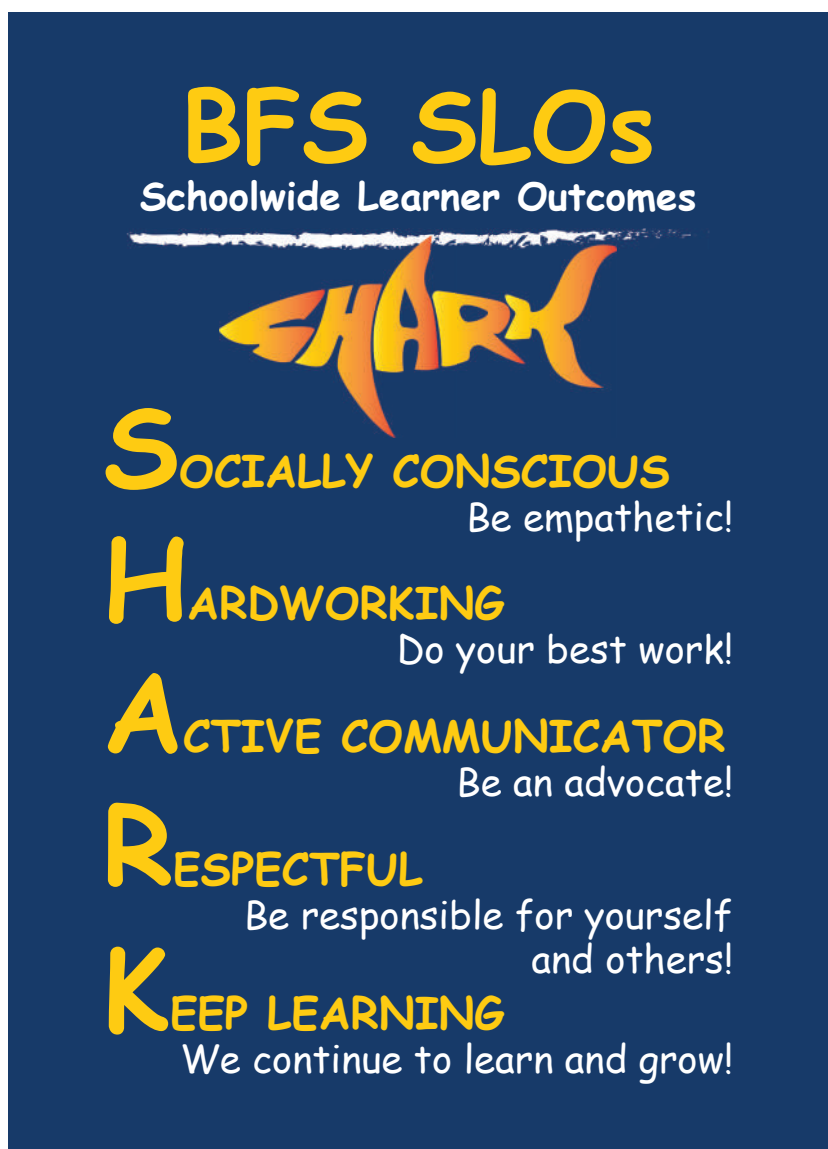 BFS SLOs
Schoolwide Learner Outcomes
SHARK
SOCIALLY CONSCIOUS
Be empathetic!
HARDWORKING
Do your best work!
ACTIVE COMMUNICATOR
Be an advocate!
RESPECTFUL
Be responsible for yourself
and others!
KEEP LEARNING
We continue to learn and grow!